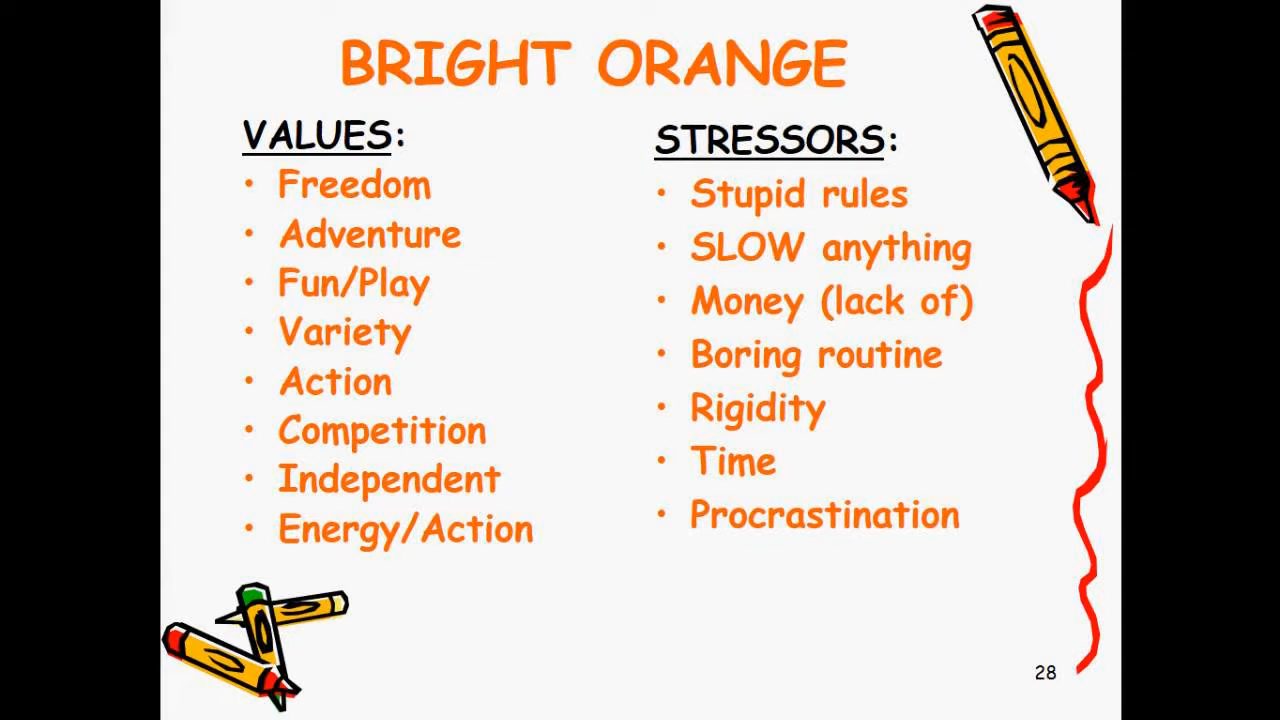 BRIGHT ORANGE
VALUES:
• Freedom
• Adventure
• Fun/Play
• Variety
• Action
• Competition
• Independent
• Energy/Action
STRESSORS:
• Stupid rules
• SLOW anything
• Money (lack of)
• Boring routine
• Rigidity
• Time
• Procrastination
28